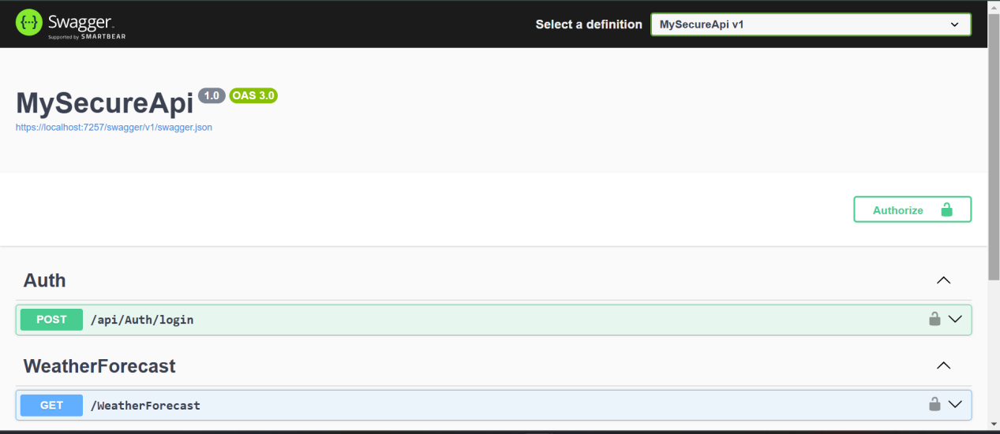 {···} Swagger™
Supported by SMARTBEAR
Select a definition
MySecureApi v1
MySecureApi 1.0 OAS 3.0
https://localhost:7257/swagger/v1/swagger.json
Authorize
Auth
POST /api/Auth/login
WeatherForecast
GET /WeatherForecast